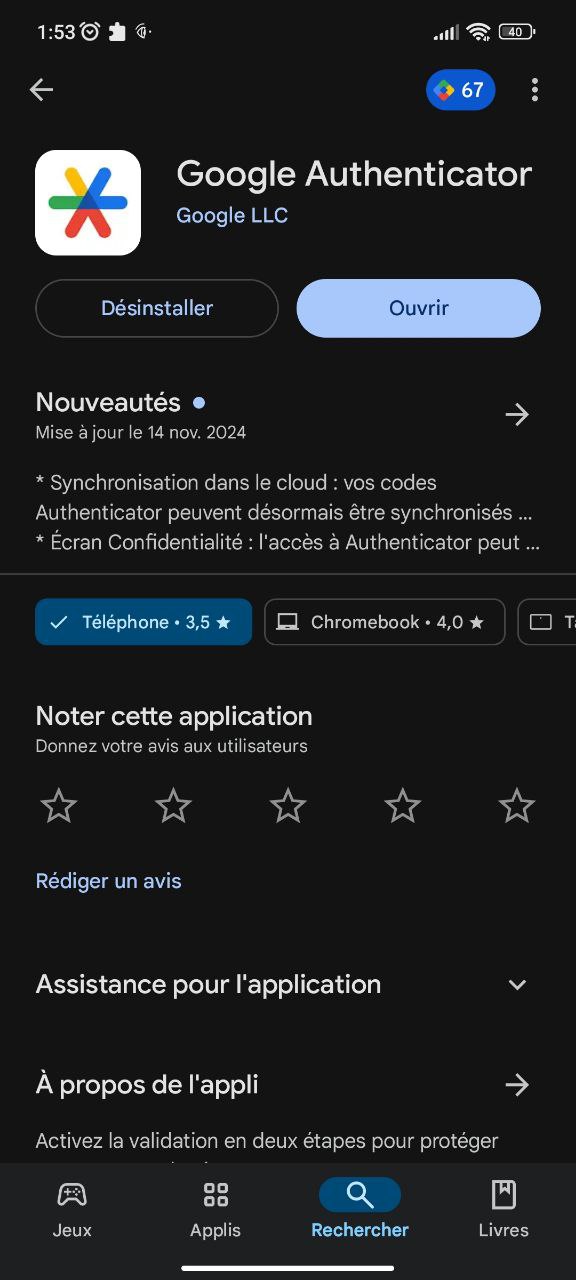 1:53
40
67
Google Authenticator
Google LLC
Désinstaller
Ouvrir
Nouveautés
Mise à jour le 14 nov. 2024
* Synchronisation dans le cloud : vos codes
Authenticator peuvent désormais être synchronisés ...
* Écran Confidentialité : l'accès à Authenticator peut ...
Téléphone • 3,5 ★
Chromebook • 4,0 ★
Noter cette application
Donnez votre avis aux utilisateurs
Rédiger un avis
Assistance pour l'application
À propos de l'appli
Activez la validation en deux étapes pour protéger
Jeux
Applis
Rechercher
Livres